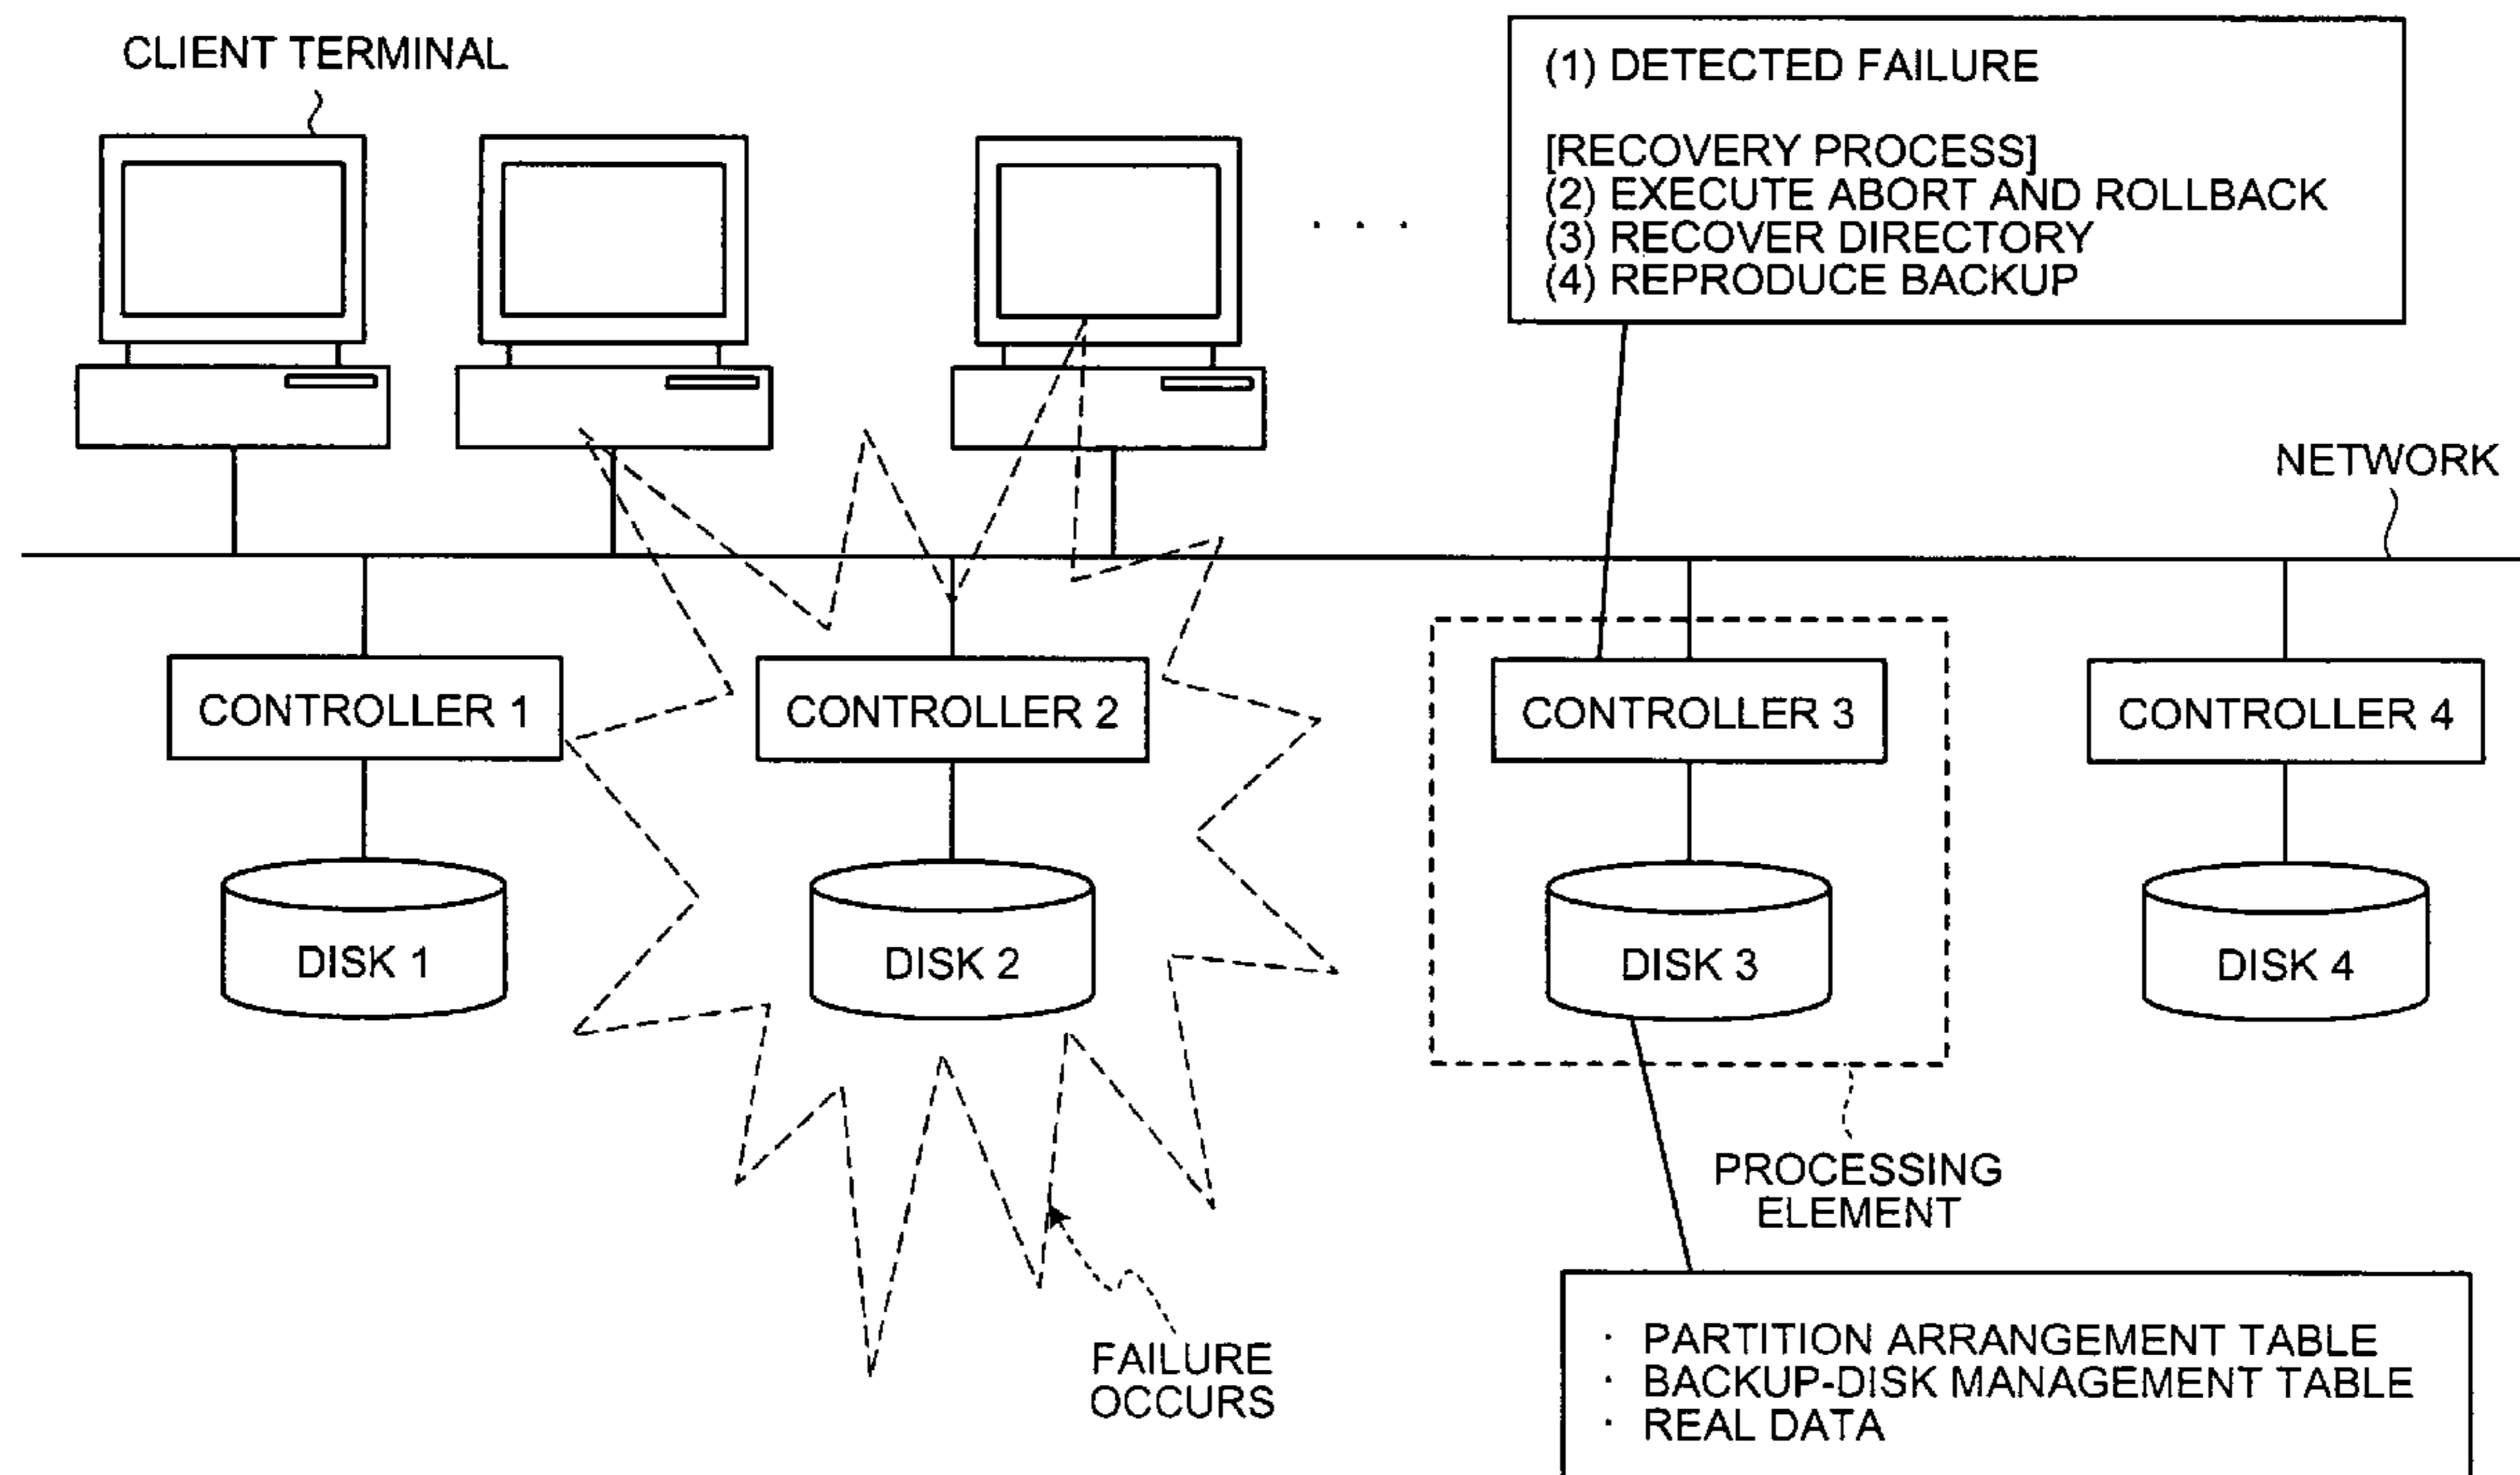 CLIENT TERMINAL
(1) DETECTED FAILURE
[RECOVERY PROCESS]
(2) EXECUTE ABORT AND ROLLBACK
(3) RECOVER DIRECTORY
(4) REPRODUCE BACKUP
. . .
NETWORK
CONTROLLER 1
CONTROLLER 2
CONTROLLER 3
CONTROLLER 4
DISK 1
DISK 2
DISK 3
DISK 4
PROCESSING
ELEMENT
FAILURE
OCCURS
· PARTITION ARRANGEMENT TABLE
· BACKUP-DISK MANAGEMENT TABLE
· REAL DATA